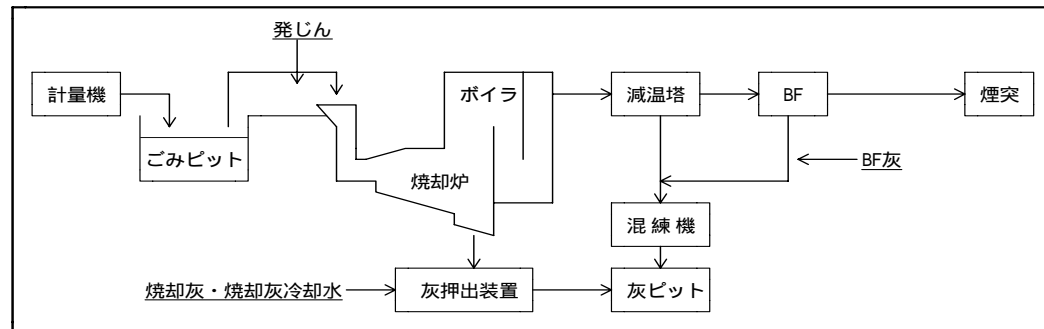 発じん
計量機
ボイラ
減温塔
BF
煙突
ごみピット
BF灰
焼却炉
混練機
焼却灰・焼却灰冷却水
灰押出装置
灰ピット